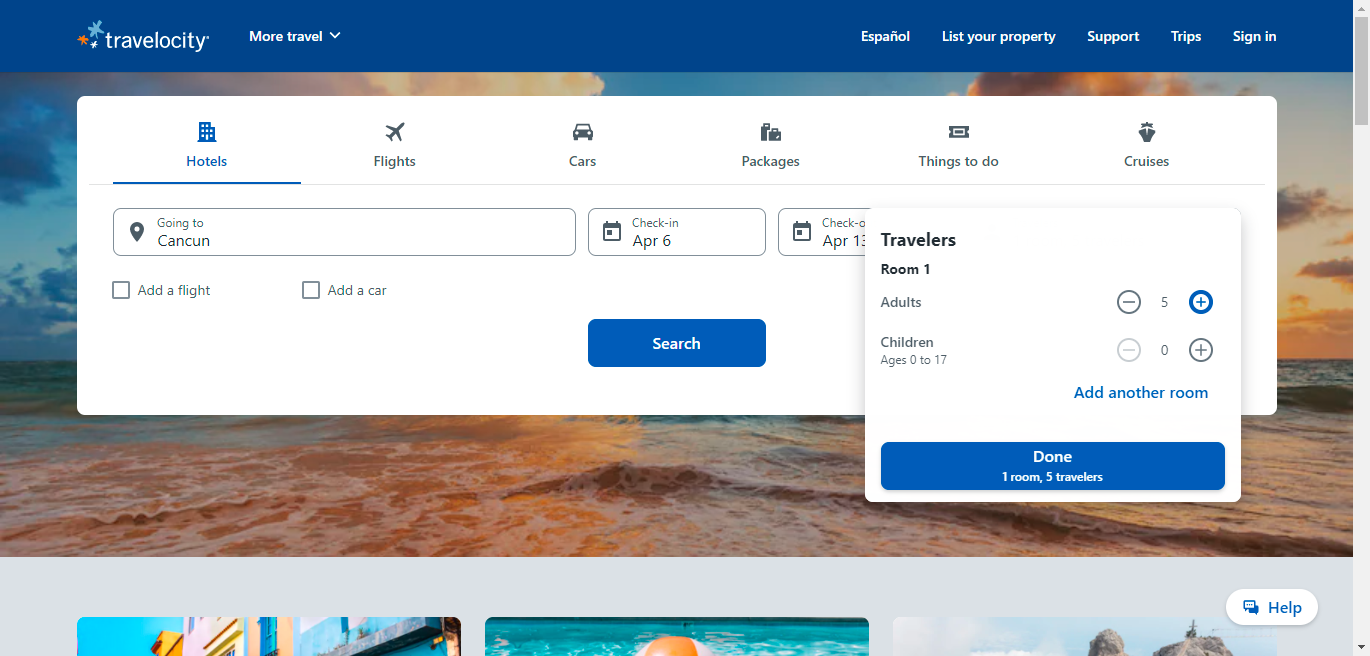 travelocity
More travel
Español
List your property
Support
Trips
Sign in
Hotels
Flights
Cars
Packages
Things to do
Cruises
Going to
Cancun
Check-in
Apr 6
Check-o
Apr 13
Add a flight
Add a car
Search
Travelers
Room 1
Adults
5
Children
0
Ages 0 to 17
Add another room
Done
1 room, 5 travelers
Help